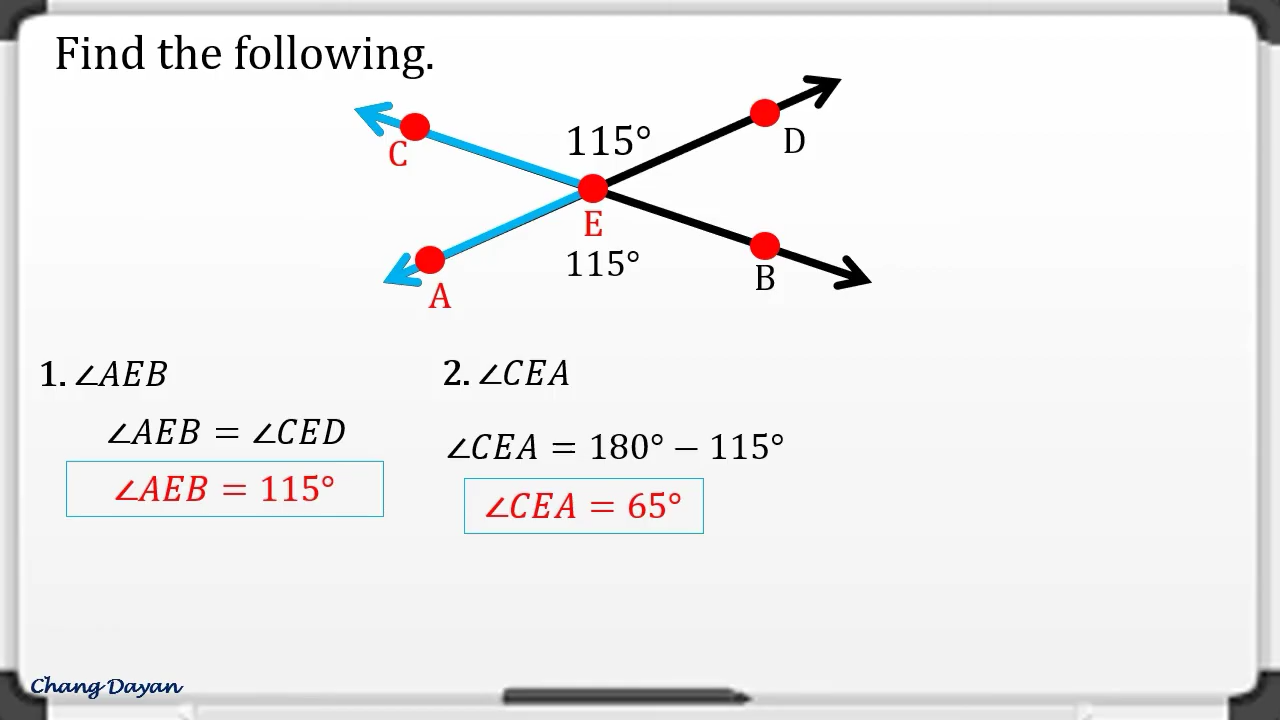 Find the following.
115°
C
D
E
115°
A
B
1. ∠AEB
∠AEB = ∠CED
∠AEB = 115°
2. ∠CEA
∠CEA = 180° − 115°
∠CEA = 65°
Chang Dayan